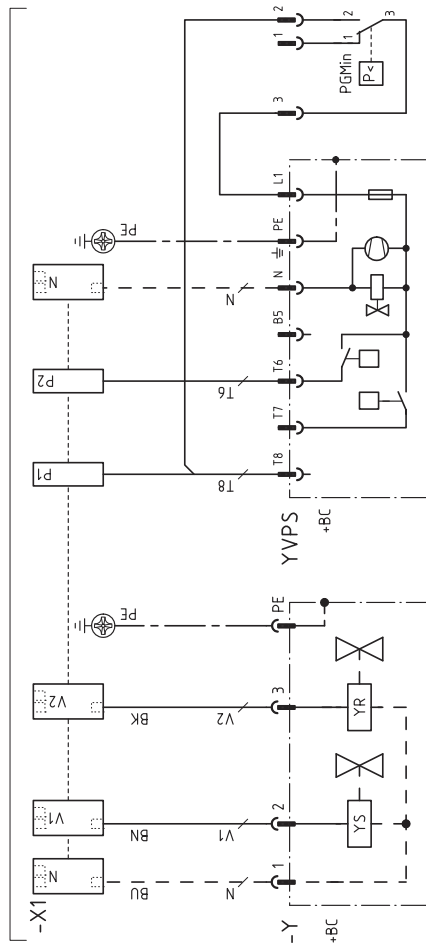 -X1
N
V1
V2
P1
P2
N
BU
BN
BK
PE
PE
N
V1
V2
T8
T6
N
-Y
+BC
1
2
3
PE
YS
YR
YVPS
+BC
T8
T7
T6
B5
N
PE
L1
3
1
2
PGMin
P<
1
2
3